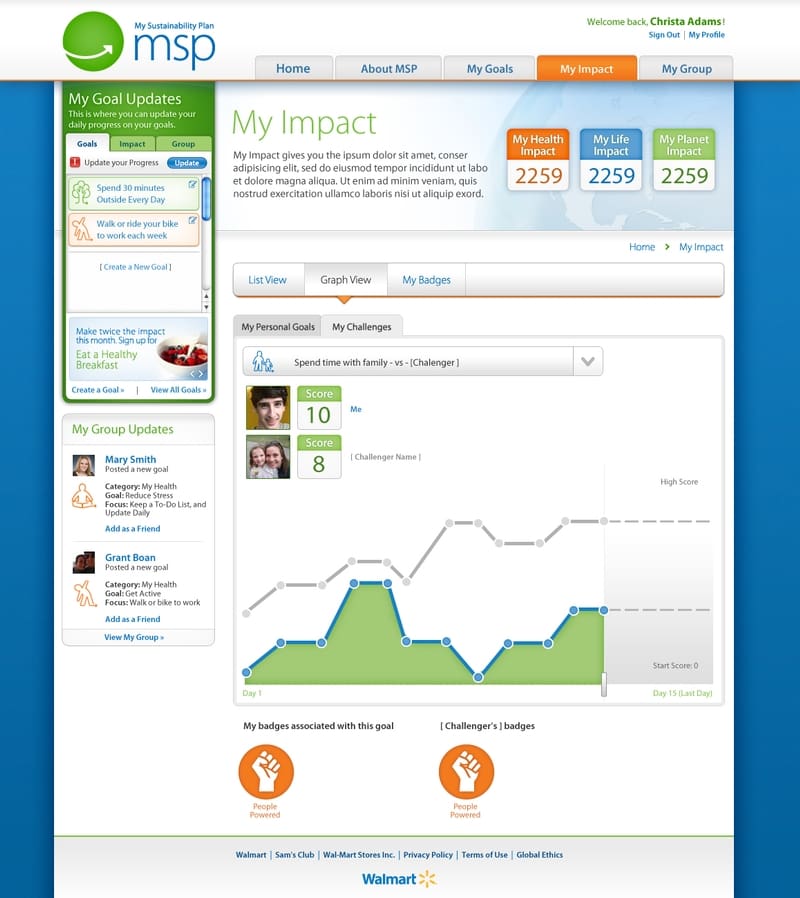 My Sustainability Plan
msp
Welcome back, Christa Adams!
Sign Out | My Profile
Home
About MSP
My Goals
My Impact
My Group
My Goal Updates
This is where you can update your
daily progress on your goals.
Goals
Impact
Group
! Update your Progress
Update
Spend 30 minutes
Outside Every Day
Walk or ride your bike
to work each week
[ Create a New Goal ]
Make twice the impact
this month. Sign up for
Eat a Healthy
Breakfast
Create a Goal » | View All Goals »
My Group Updates
Mary Smith
Posted a new goal
Category: My Health
Goal: Reduce Stress
Focus: Keep a To-Do List, and
Update Daily
Add as a Friend
Grant Boan
Posted a new goal
Category: My Health
Goal: Get Active
Focus: Walk or bike to work
Add as a Friend
View My Group »
My Impact
My Impact gives you the ipsum dolor sit amet, conser
adipisicing elit, sed do eiusmod tempor incididunt ut labo
et dolore magna aliqua. Ut enim ad minim veniam, quis
nostrud exercitation ullamco laboris nisi ut aliquip exord.
My Health
Impact
2259
My Life
Impact
2259
My Planet
Impact
2259
Home > My Impact
List View
Graph View
My Badges
My Personal Goals
My Challenges
Spend time with family - vs - [Chalenger ]
Score
10
Me
Score
8
[ Challenger Name ]
High Score
Start Score: 0
Day 1
Day 15 (Last Day)
My badges associated with this goal
[ Challenger's ] badges
People
Powered
People
Powered
Walmart | Sam's Club | Wal-Mart Stores Inc. | Privacy Policy | Terms of Use | Global Ethics
Walmart